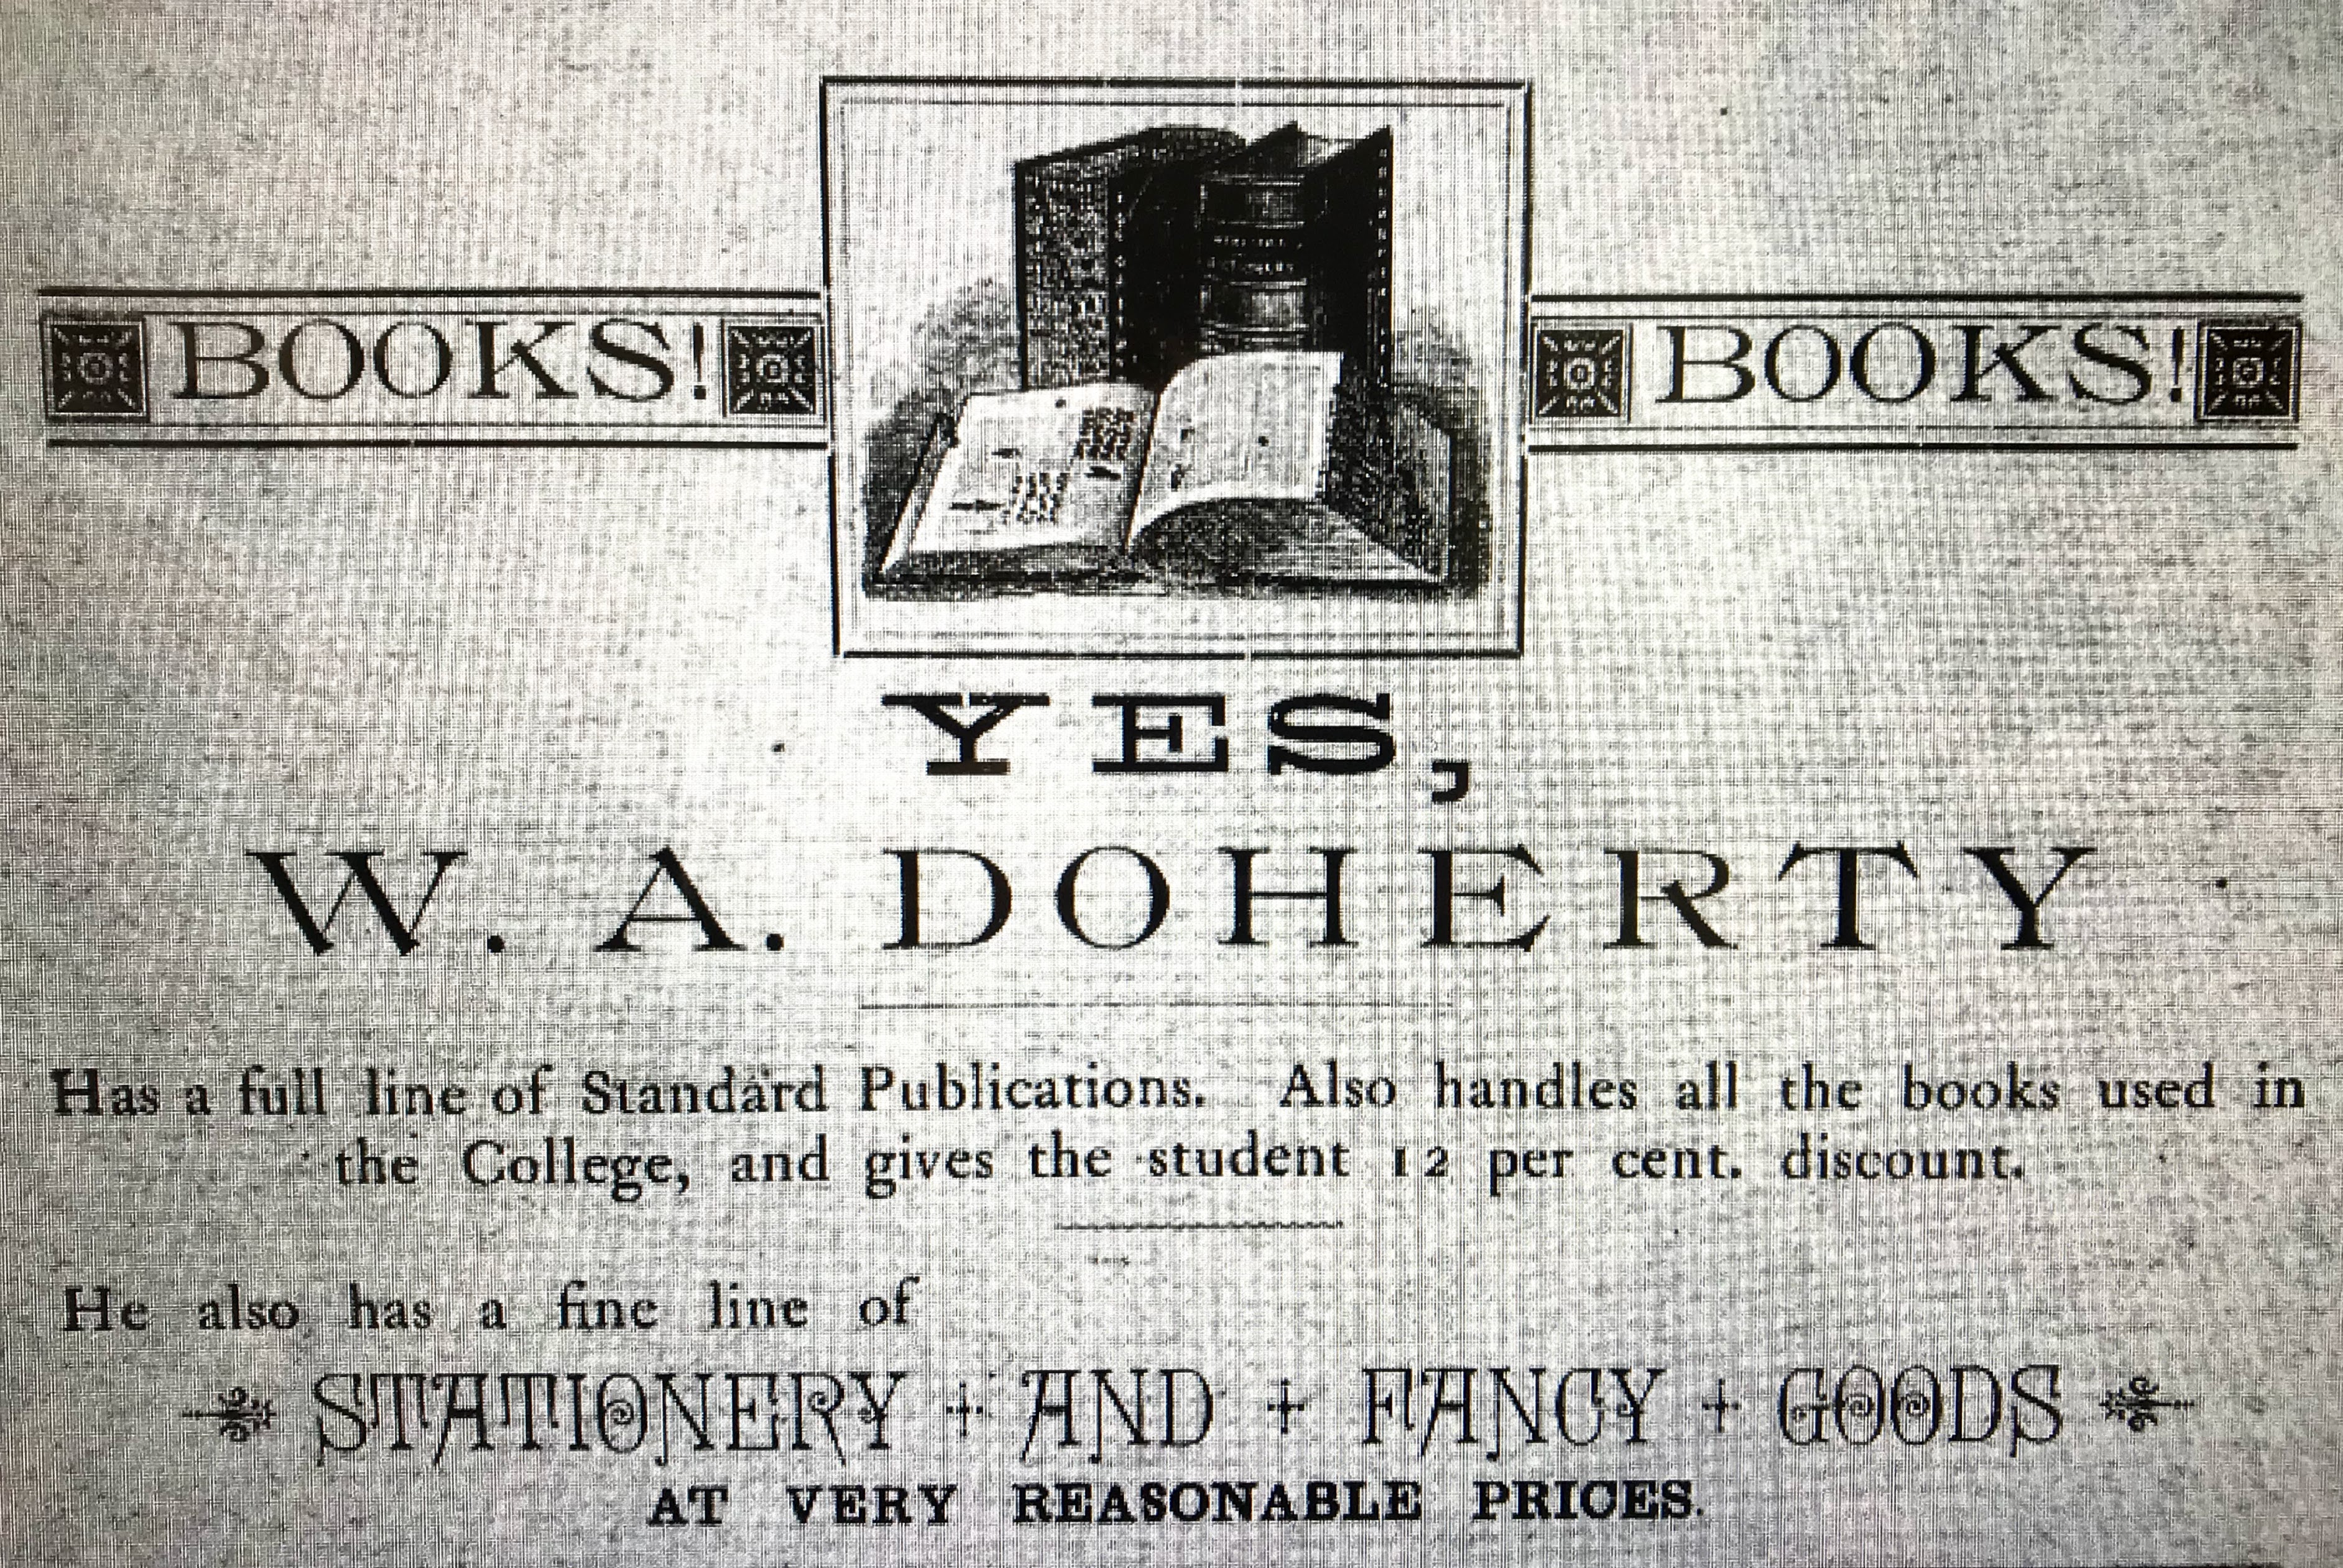 BOOKS! BOOKS!
YES,
W. A. DOHERTY
Has a full line of Standard Publications. Also handles all the books used in
the College, and gives the student 12 per cent. discount.
He also has a fine line of
STATIONERY + AND + FANCY + GOODS
AT VERY REASONABLE PRICES.